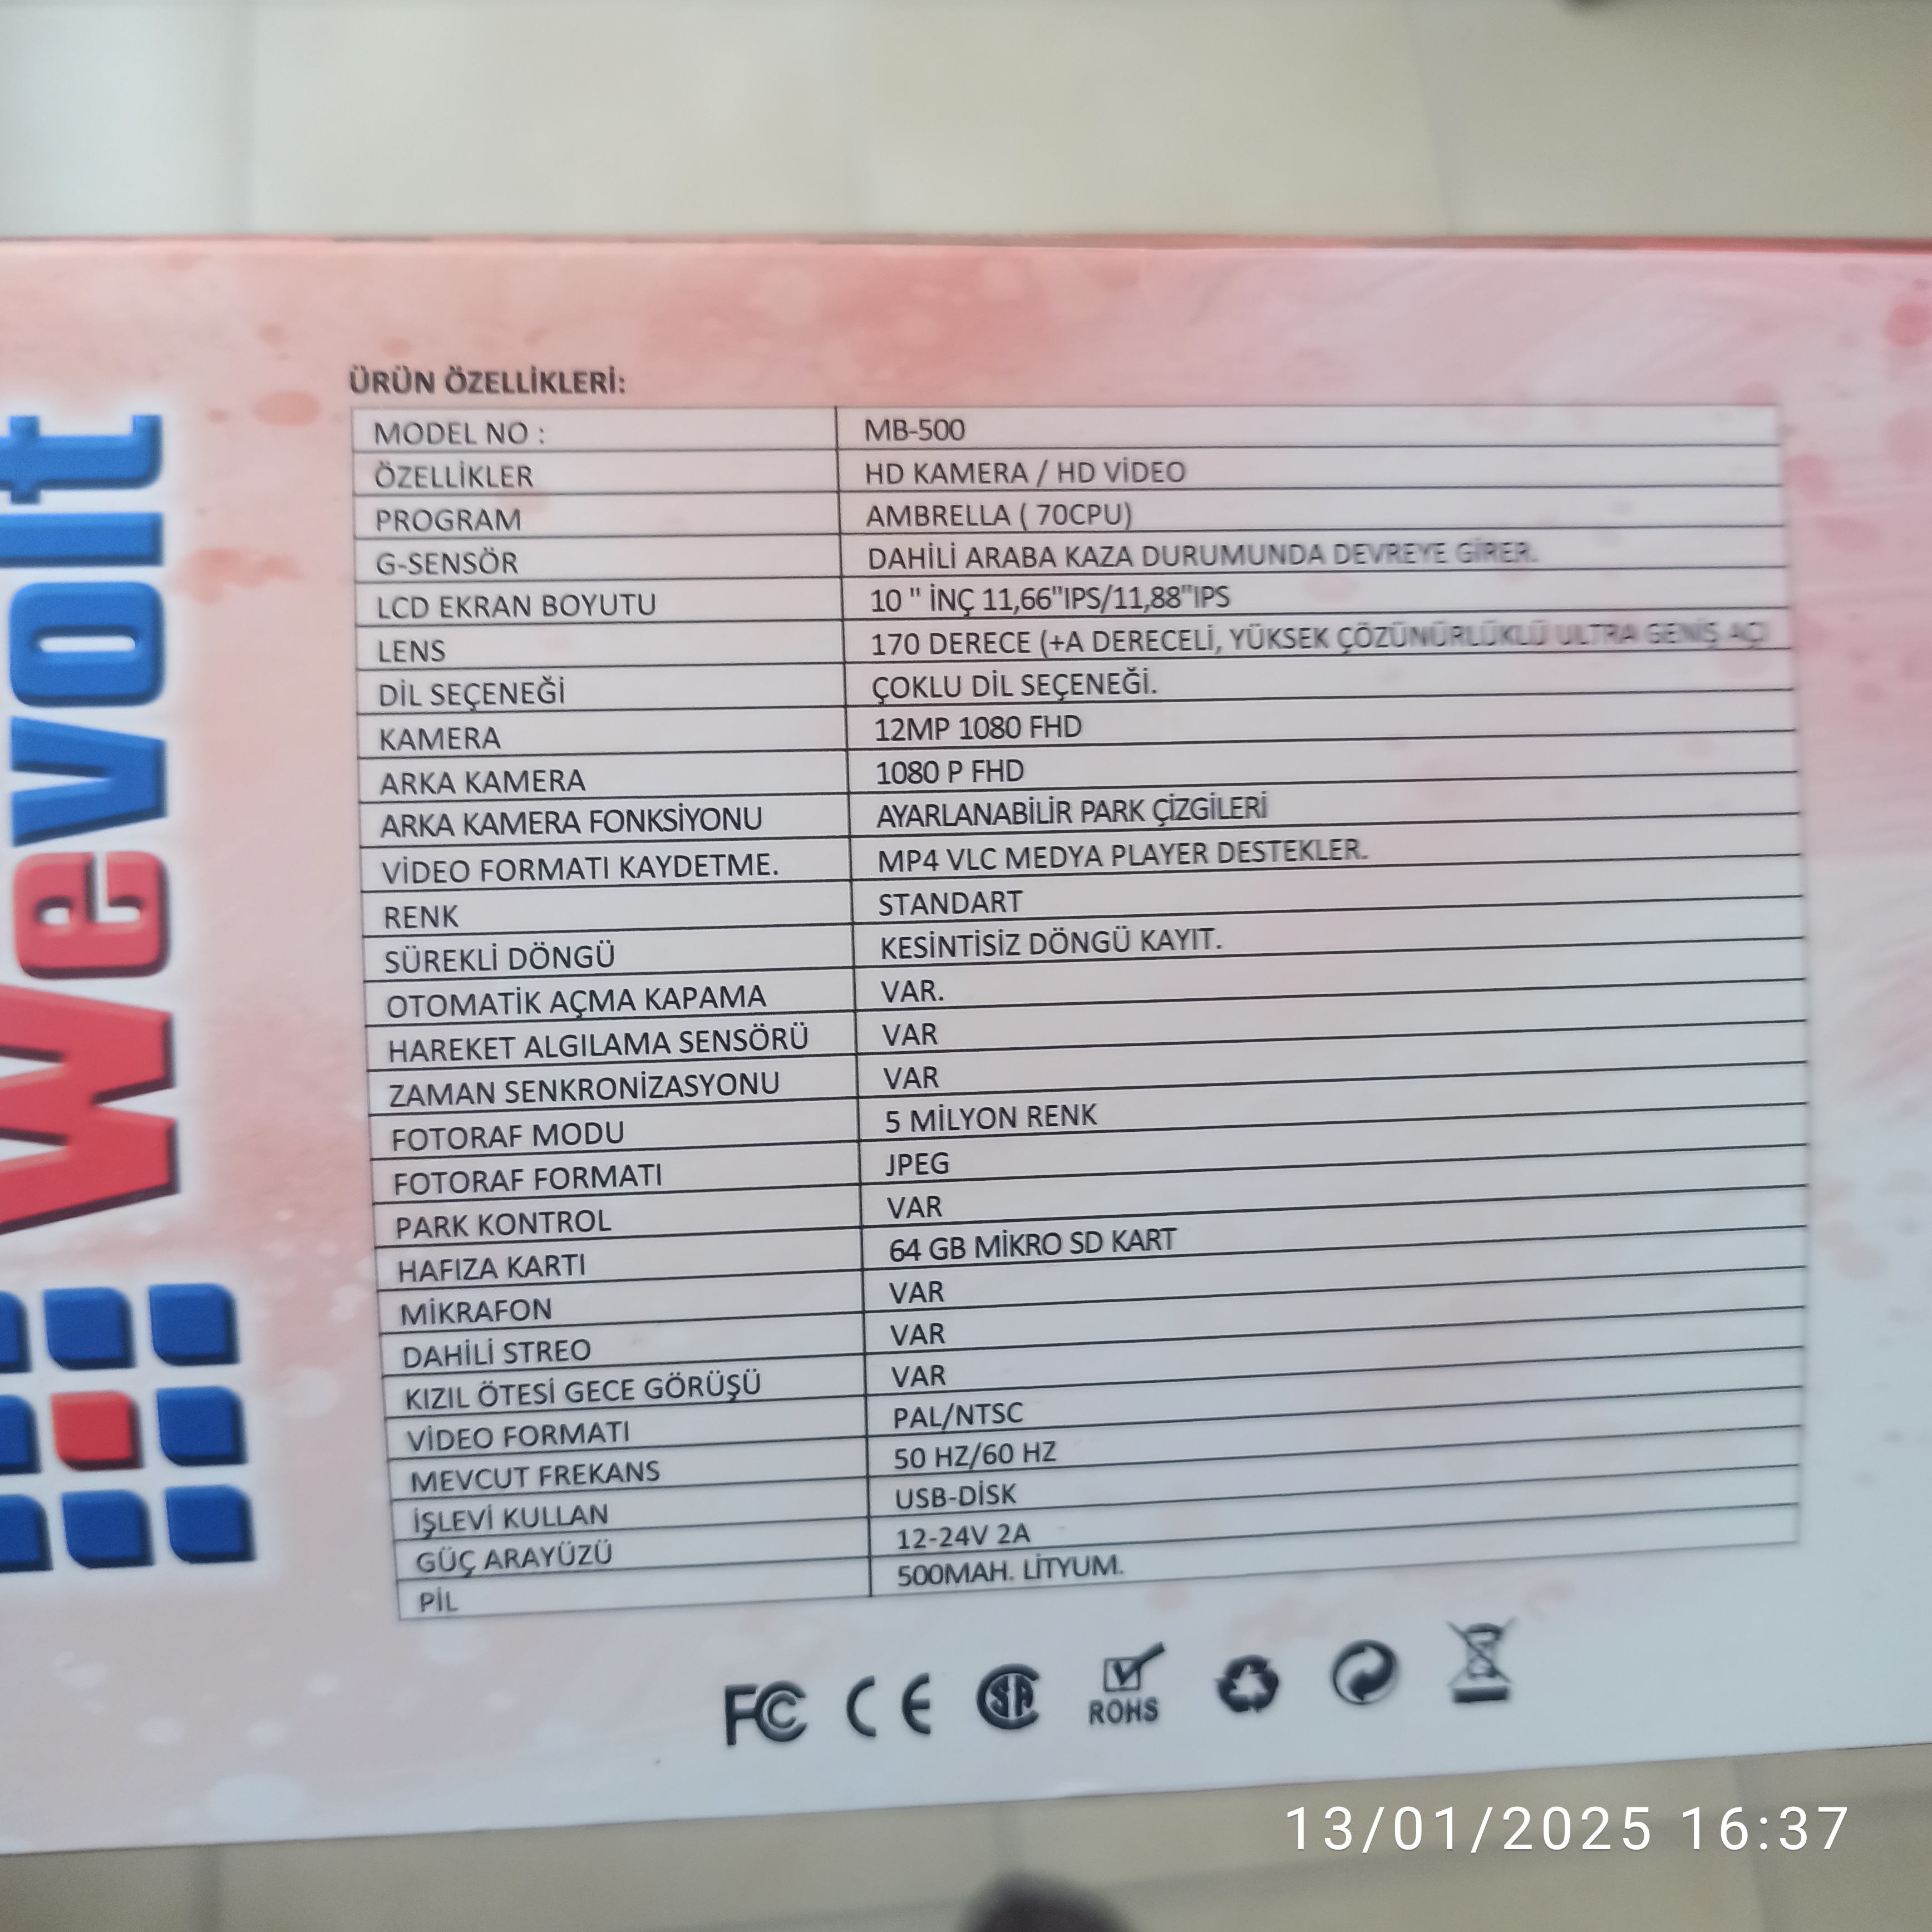 Wevolt
ÜRÜN ÖZELLİKLERİ:
MODEL NO : MB-500
ÖZELLİKLER HD KAMERA / HD VİDEO
PROGRAM AMBRELLA ( 70CPU)
G-SENSÖR DAHİLİ ARABA KAZA DURUMUNDA DEVREYE GİRER.
LCD EKRAN BOYUTU 10 " İNÇ 11,66"IPS/11,88"IPS
LENS 170 DERECE (+A DERECELİ, YÜKSEK ÇÖZÜNÜRLÜKLÜ ULTRA GENİŞ AÇI
DİL SEÇENEĞİ ÇOKLU DİL SEÇENEĞİ.
KAMERA 12MP 1080 FHD
ARKA KAMERA 1080 P FHD
ARKA KAMERA FONKSİYONU AYARLANABİLİR PARK ÇİZGİLERİ
VİDEO FORMATI KAYDETME. MP4 VLC MEDYA PLAYER DESTEKLER.
RENK STANDART
SÜREKLİ DÖNGÜ KESİNTİSİZ DÖNGÜ KAYIT.
OTOMATİK AÇMA KAPAMA VAR.
HAREKET ALGILAMA SENSÖRÜ VAR
ZAMAN SENKRONİZASYONU VAR
FOTORAF MODU 5 MİLYON RENK
FOTORAF FORMATI JPEG
PARK KONTROL VAR
HAFIZA KARTI 64 GB MİKRO SD KART
MİKRAFON VAR
DAHİLİ STREO VAR
KIZIL ÖTESİ GECE GÖRÜŞÜ VAR
VİDEO FORMATI PAL/NTSC
MEVCUT FREKANS 50 HZ/60 HZ
İŞLEVİ KULLAN USB-DİSK
GÜÇ ARAYÜZÜ 12-24V 2A
PİL 500MAH. LİTYUM.
FC CE SA ROHS
13/01/2025 16:37